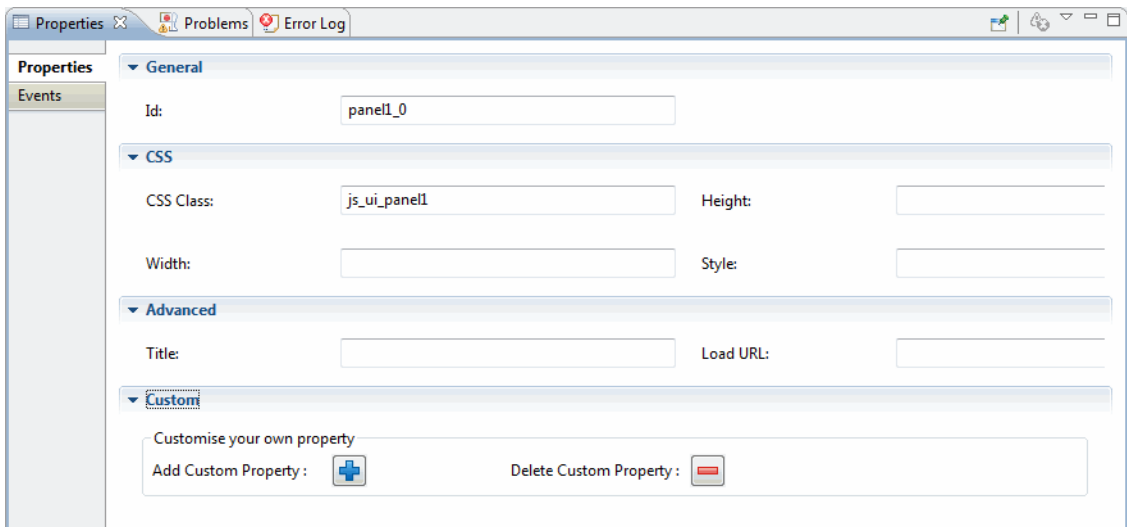 Properties Problems Error Log
Properties
Events
General
Id: panel1_0
CSS
CSS Class: js_ui_panel1 Height:
Width: Style:
Advanced
Title: Load URL:
Custom
Customise your own property
Add Custom Property : Delete Custom Property :